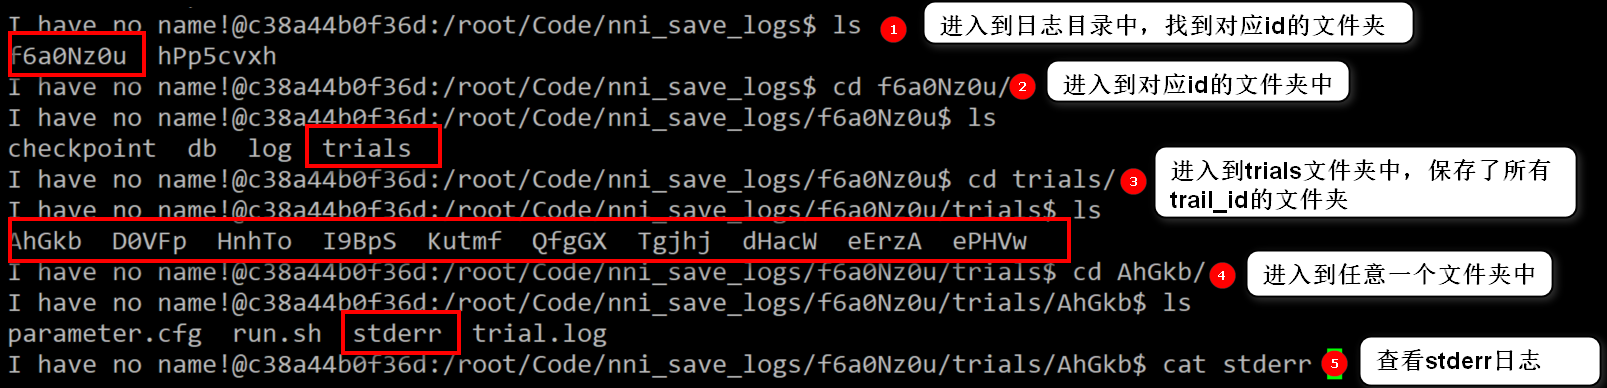 I have no name!@c38a44b0f36d:/root/Code/nni_save_logs$ ls 1 进入到日志目录中，找到对应id的文件夹
f6a0Nz0u hPp5cvxh
I have no name!@c38a44b0f36d:/root/Code/nni_save_logs$ cd f6a0Nz0u/ 2 进入到对应id的文件夹中
I have no name!@c38a44b0f36d:/root/Code/nni_save_logs/f6a0Nz0u$ ls
checkpoint db log trials
I have no name!@c38a44b0f36d:/root/Code/nni_save_logs/f6a0Nz0u$ cd trials/ 3 进入到trials文件夹中，保存了所有
trail_id的文件夹
I have no name!@c38a44b0f36d:/root/Code/nni_save_logs/f6a0Nz0u/trials$ ls
AhGkb D0VFp HnhTo I9BpS Kutmf QfgGX Tgjhj dHacW eErzA ePHVw
I have no name!@c38a44b0f36d:/root/Code/nni_save_logs/f6a0Nz0u/trials$ cd AhGkb/ 4 进入到任意一个文件夹中
I have no name!@c38a44b0f36d:/root/Code/nni_save_logs/f6a0Nz0u/trials/AhGkb$ ls
parameter.cfg run.sh stderr trial.log
I have no name!@c38a44b0f36d:/root/Code/nni_save_logs/f6a0Nz0u/trials/AhGkb$ cat stderr 5 查看stderr日志